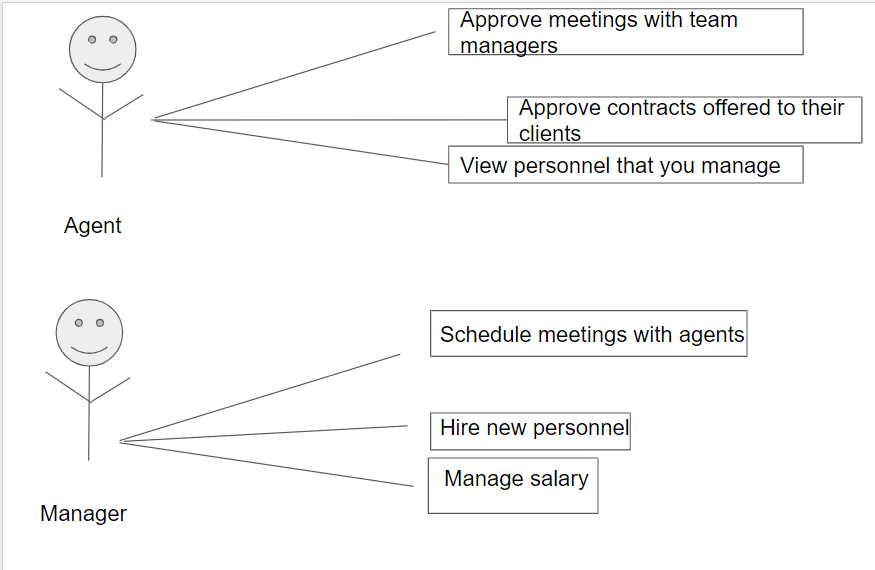 Approve meetings with team
managers
Approve contracts offered to their
clients
View personnel that you manage
Agent
Schedule meetings with agents
Hire new personnel
Manage salary
Manager